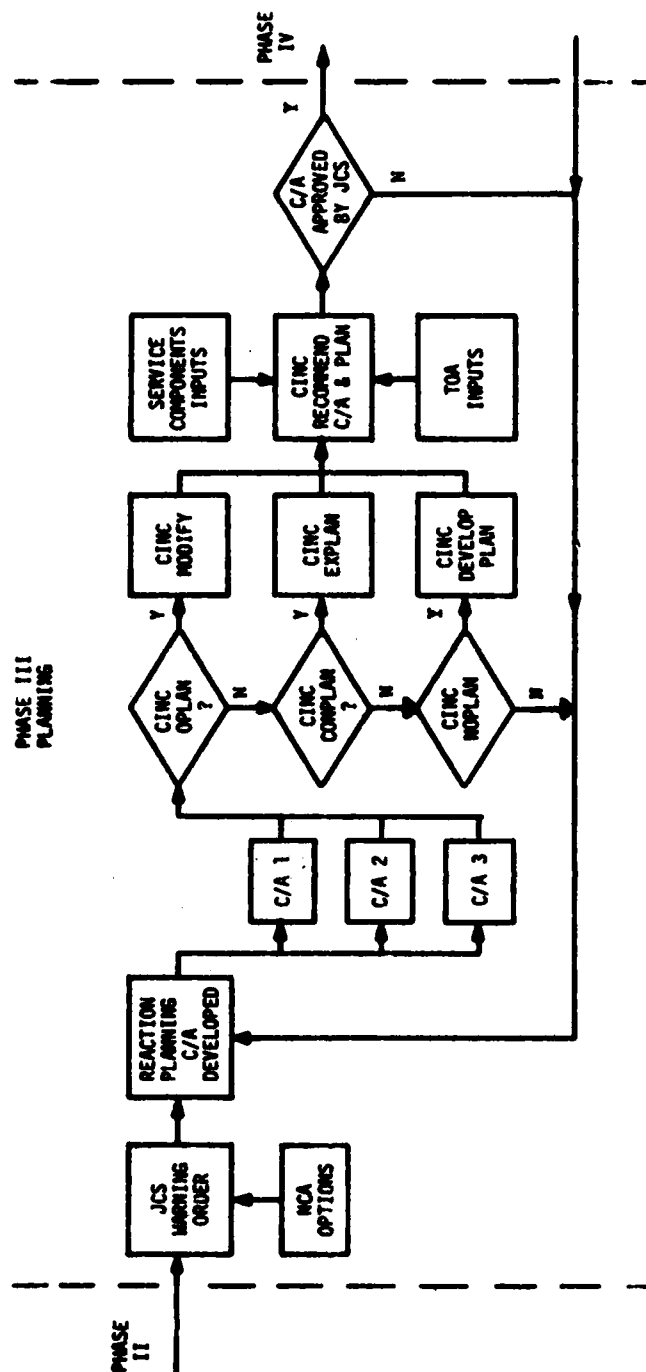 PHASE III
PLANNING
PHASE
II
JCS
WARNING
ORDER
NCA
OPTIONS
REACTION
PLANNING
C/A
DEVELOPED
C/A 1
C/A 2
C/A 3
CINC
OPLAN
?
Y
N
CINC
CONPLAN
?
Y
N
CINC
NOPLAN
Y
N
CINC
MODIFY
CINC
EXPLAN
CINC
DEVELOP
PLAN
SERVICE
COMPONENTS
INPUTS
CINC
RECOMMEND
C/A & PLAN
TOA
INPUTS
C/A
APPROVED
BY JCS
Y
N
PHASE
IV